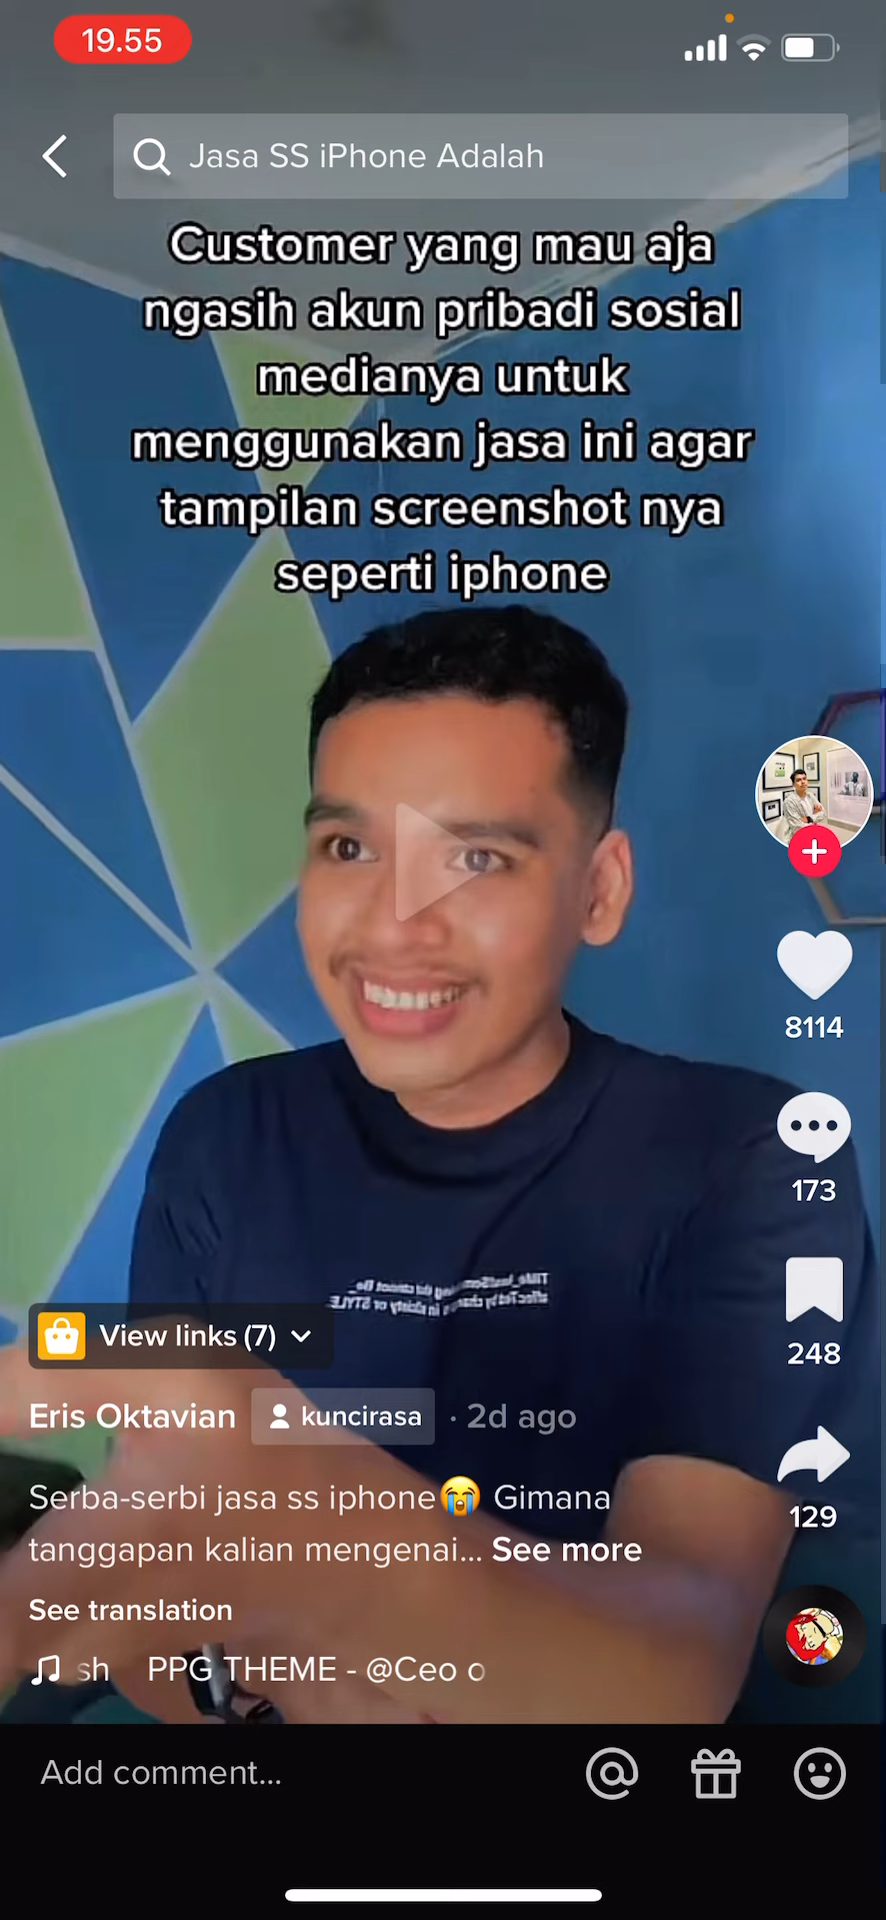 19.55
Jasa SS iPhone Adalah
Customer yang mau aja
ngasih akun pribadi sosial
medianya untuk
menggunakan jasa ini agar
tampilan screenshot nya
seperti iphone
8114
173
248
129
View links (7)
Eris Oktavian kuncirasa · 2d ago
Serba-serbi jasa ss iphone😭 Gimana
tanggapan kalian mengenai... See more
See translation
sh PPG THEME - @Ceo o
Add comment...